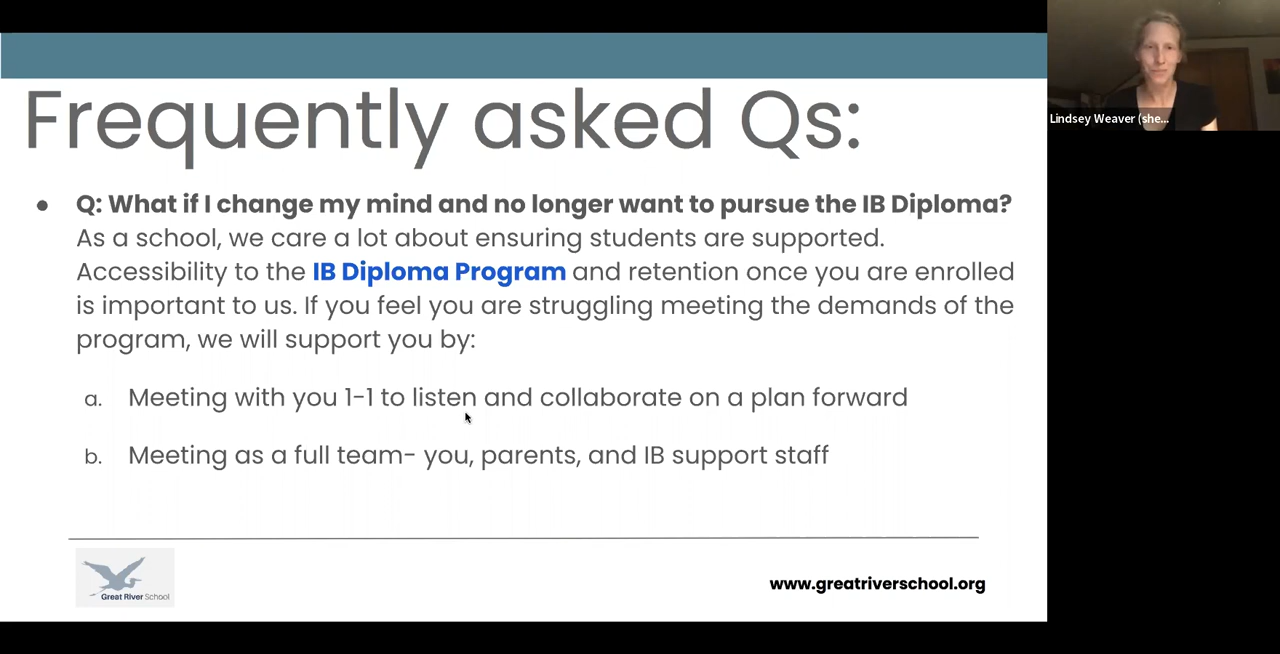 Frequently asked Qs:
● Q: What if I change my mind and no longer want to pursue the IB Diploma?
As a school, we care a lot about ensuring students are supported.
Accessibility to the IB Diploma Program and retention once you are enrolled
is important to us. If you feel you are struggling meeting the demands of the
program, we will support you by:
a. Meeting with you 1-1 to listen and collaborate on a plan forward
b. Meeting as a full team- you, parents, and IB support staff
Great River School
www.greatriverschool.org
Lindsey Weaver (she...